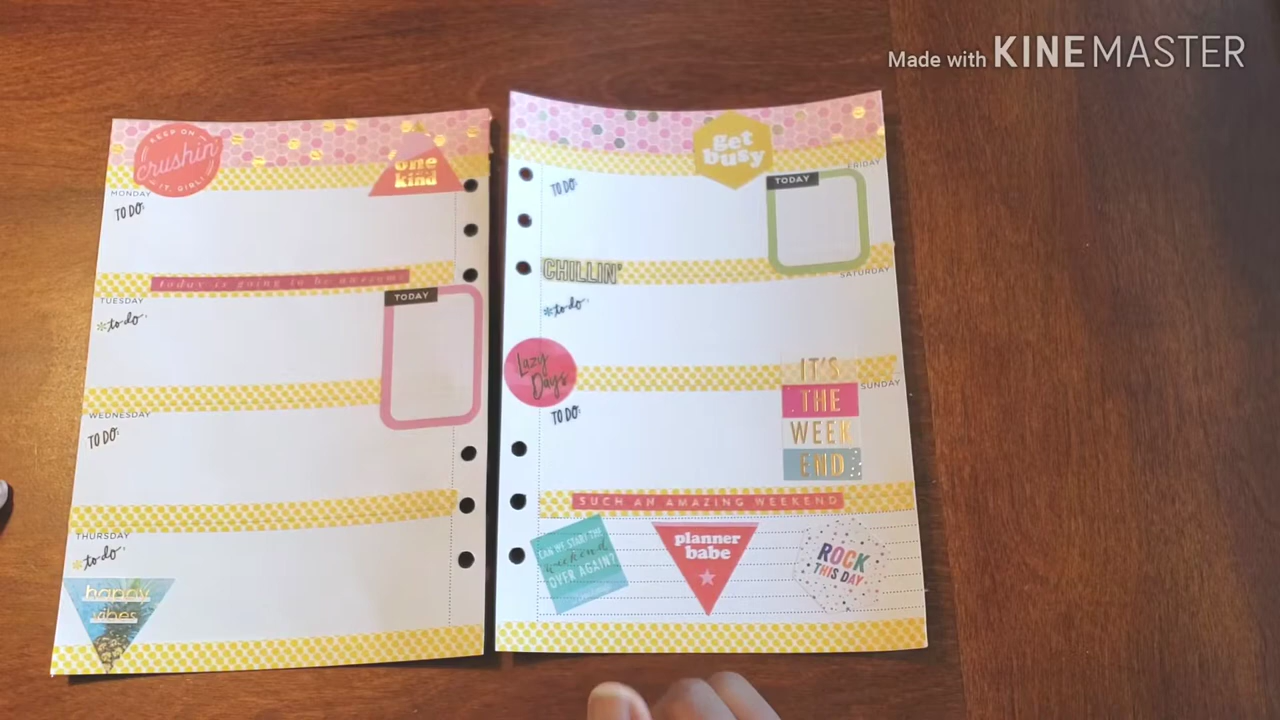 Made with KINEMASTER
KEEP ON
crushin'
IT, GIRL!
one
kind
MONDAY
TO DO:
today is going to be awesome
TUESDAY
TODAY
*to-do
WEDNESDAY
TO DO:
THURSDAY
*to-do
happy
vibes
get
busy
FRIDAY
TO DO:
TODAY
CHILLIN'
SATURDAY
*to-do
Lazy
Days
SUNDAY
TO DO:
IT'S
THE
WEEK
END
SUCH AN AMAZING WEEKEND
CAN WE START THE
weekend
OVER AGAIN?
planner
babe
ROCK
THIS DAY